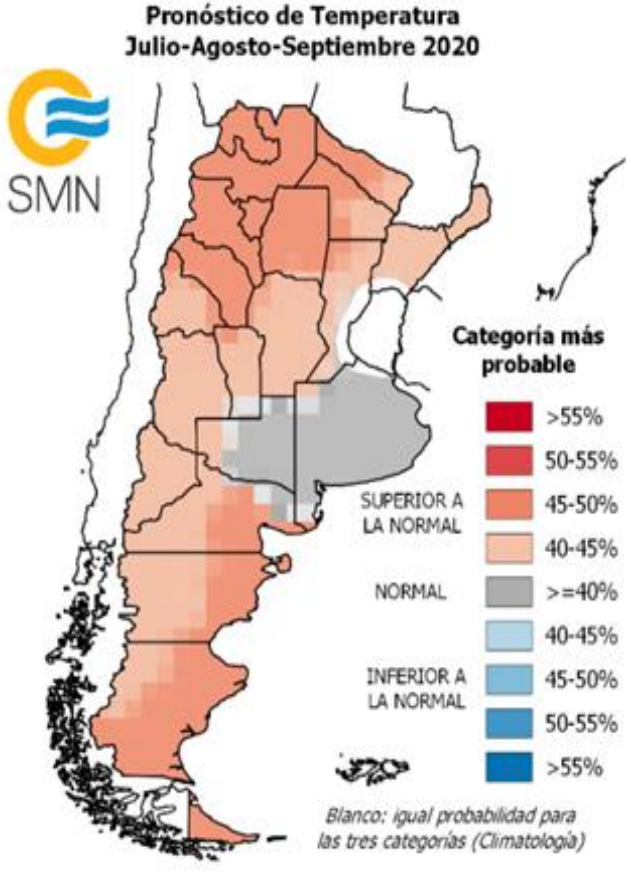 Pronóstico de Temperatura
Julio-Agosto-Septiembre 2020
SMN
Categoría más
probable
>55%
50-55%
SUPERIOR A
LA NORMAL
45-50%
40-45%
NORMAL
>=40%
40-45%
INFERIOR A
LA NORMAL
45-50%
50-55%
>55%
Blanco: igual probabilidad para
las tres categorías (Climatología)